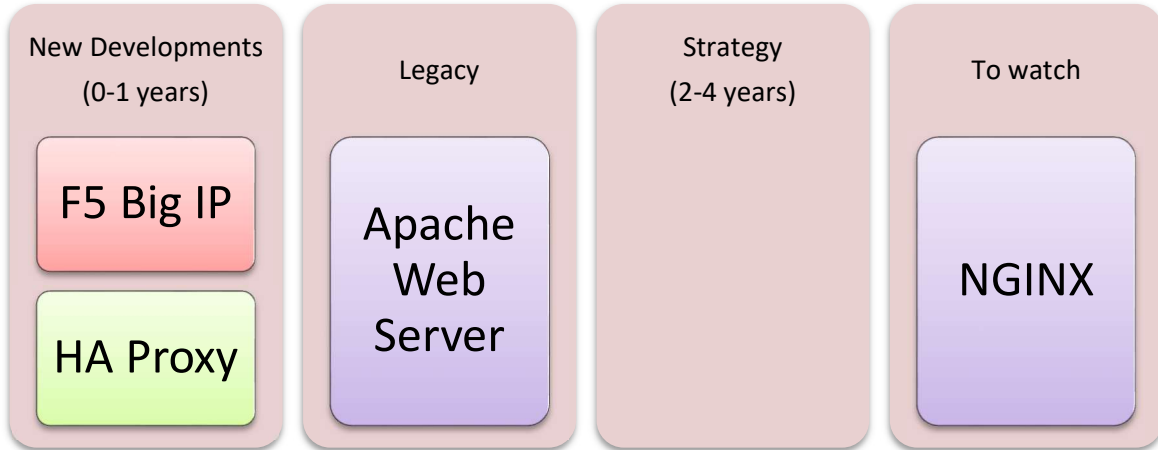 New Developments
(0-1 years)
F5 Big IP
HA Proxy
Legacy
Apache
Web
Server
Strategy
(2-4 years)
To watch
NGINX